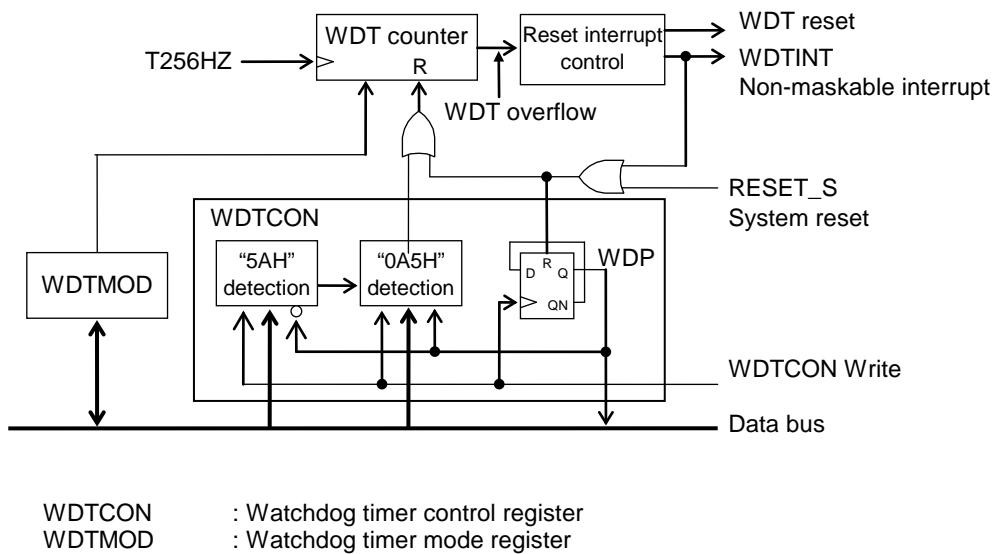 WDT reset
WDT counter
Reset interrupt
control
T256HZ
R
WDTINT
Non-maskable interrupt
WDT overflow
RESET_S
System reset
WDTCON
WDTMOD
“5AH”
detection
“0A5H”
detection
WDP
R
D
Q
QN
WDTCON Write
Data bus
WDTCON : Watchdog timer control register
WDTMOD : Watchdog timer mode register